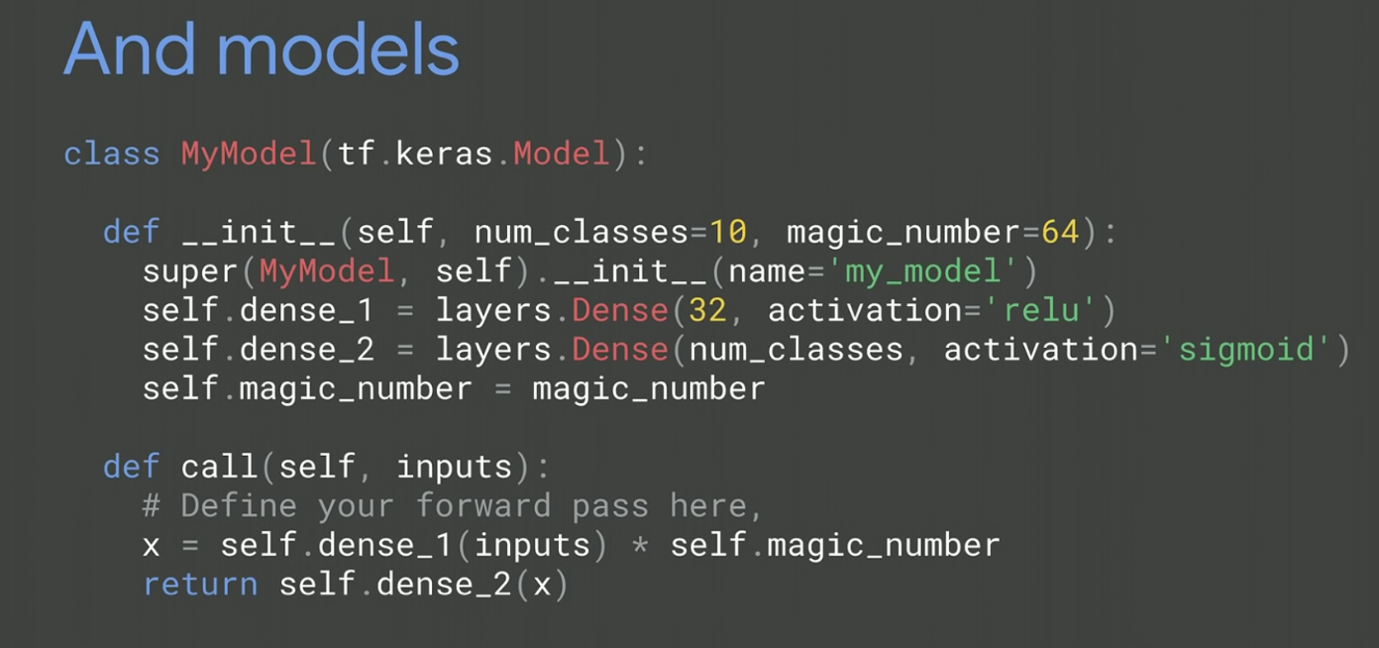 And models
class MyModel(tf.keras.Model):
def __init__(self, num_classes=10, magic_number=64):
super(MyModel, self).__init__(name='my_model')
self.dense_1 = layers.Dense(32, activation='relu')
self.dense_2 = layers.Dense(num_classes, activation='sigmoid')
self.magic_number = magic_number
def call(self, inputs):
# Define your forward pass here,
x = self.dense_1(inputs) * self.magic_number
return self.dense_2(x)